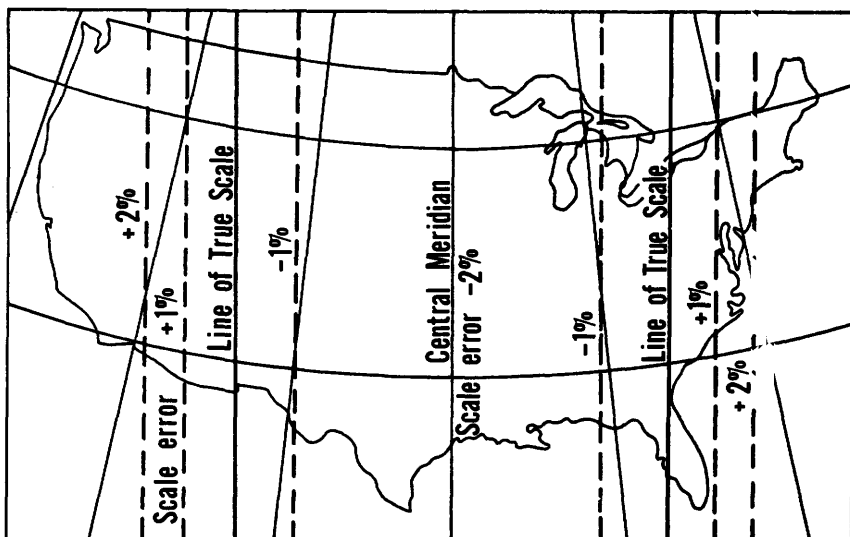 +2%
+1%
Scale error
Line of True Scale
-1%
Central Meridian
Scale error -2%
-1%
Line of True Scale
+1%
+2%